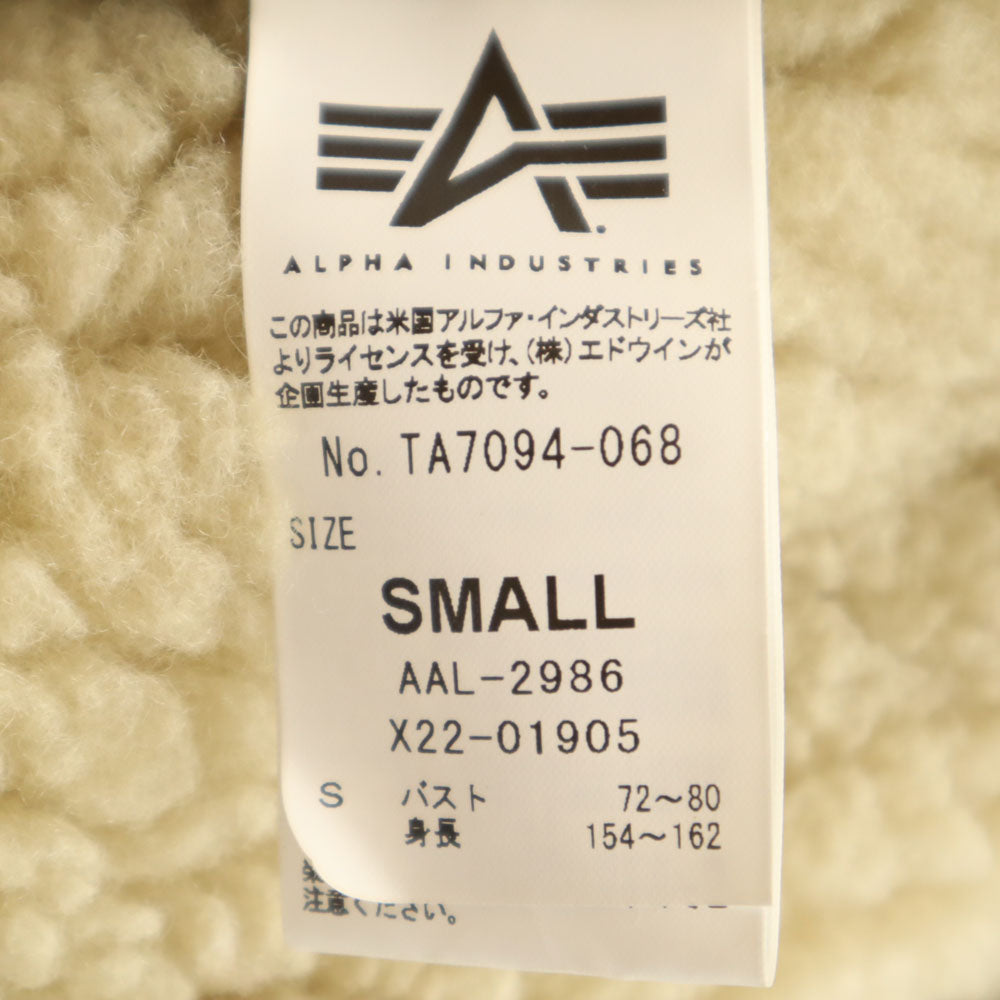 ALPHA INDUSTRIES
この商品は米国アルファ・インダストリーズ社
よりライセンスを受け、(株)エドウインが
企画生産したものです。
No. TA7094-068
SIZE
SMALL
AAL-2986
X22-01905
S バスト 72～80
身長 154～162
注意ください。